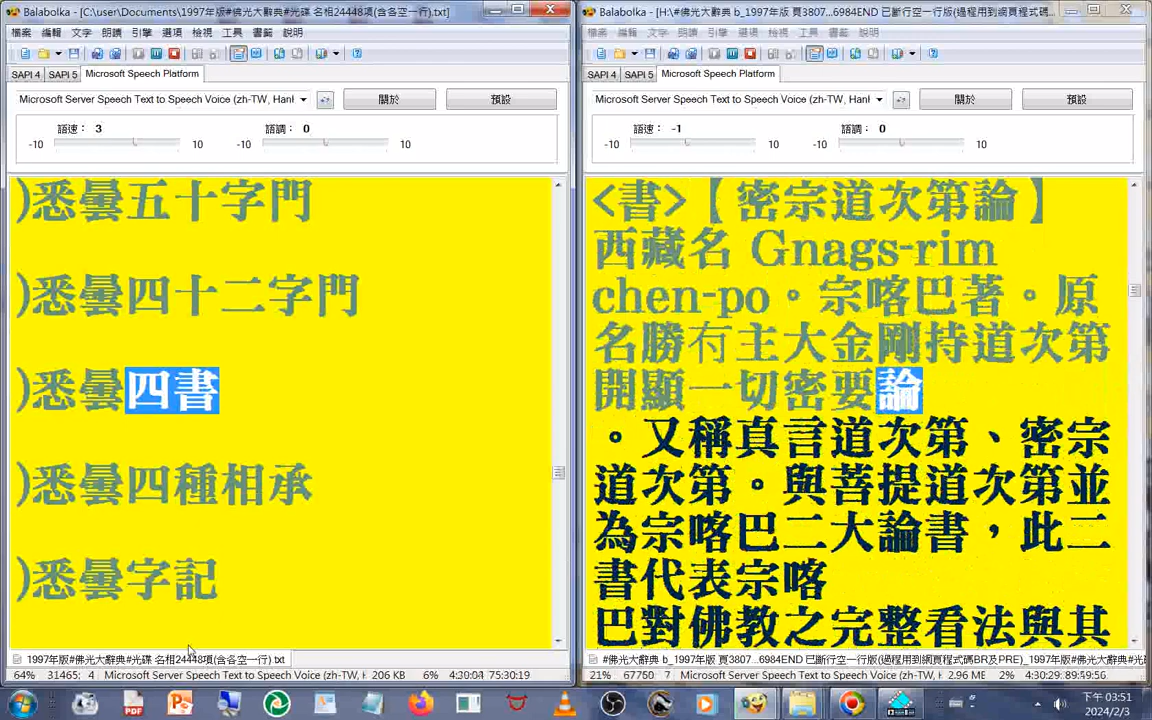 Balabolka - [C:\user\Documents\1997年版#佛光大辭典#光碟 名相24448項(含各空一行).txt]
檔案 編輯 文字 朗讀 引擎 選項 檢視 工具 書籤 說明
SAPI 4 SAPI 5 Microsoft Speech Platform
Microsoft Server Speech Text to Speech Voice (zh-TW, Hanl 關於 預設
語速： 3 語調： 0
-10 10 -10 10
)悉曇五十字門
)悉曇四十二字門
)悉曇四書
)悉曇四種相承
)悉曇字記
1997年版#佛光大辭典#光碟 名相24448項(含各空一行).txt
64% 31465: 4 Microsoft Server Speech Text to Speech Voice (zh-TW, H 206 KB 6% 4:30:04 75:30:19
Balabolka - [H:\#佛光大辭典 b_1997年版 頁3807...6984END 已斷行空一行版(過程用到網頁程式碼...
檔案 編輯 文字 朗讀 引擎 選項 檢視 工具 書籤 說明
SAPI 4 SAPI 5 Microsoft Speech Platform
Microsoft Server Speech Text to Speech Voice (zh-TW, Hanl 關於 預設
語速： -1 語調： 0
-10 10 -10 10
<書>【密宗道次第論】
西藏名 Gnags-rim
chen-po。宗喀巴著。原
名勝冇主大金剛持道次第
開顯一切密要論
。又稱真言道次第、密宗
道次第。與菩提道次第並
為宗喀巴二大論書，此二
書代表宗喀
巴對佛教之完整看法與其
#佛光大辭典 b_1997年版 頁3807...6984END 已斷行空一行版(過程用到網頁程式碼BR及PRE)_1997年版#佛光大辭典#光
21% 67750 7 Microsoft Server Speech Text to Speech Voice (zh-TW, H 2.96 ME 2% 4:30:29: 89:59:56
下午 03:51
2024/2/3